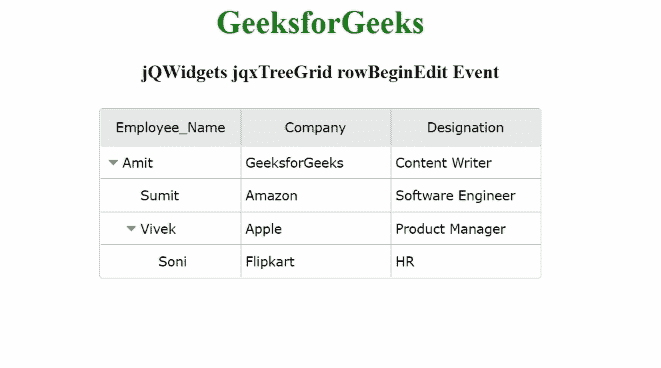 GeeksforGeeks
jQWidgets jqxTreeGrid rowBeginEdit Event
Employee_Name Company Designation
Amit GeeksforGeeks Content Writer
Sumit Amazon Software Engineer
Vivek Apple Product Manager
Soni Flipkart HR